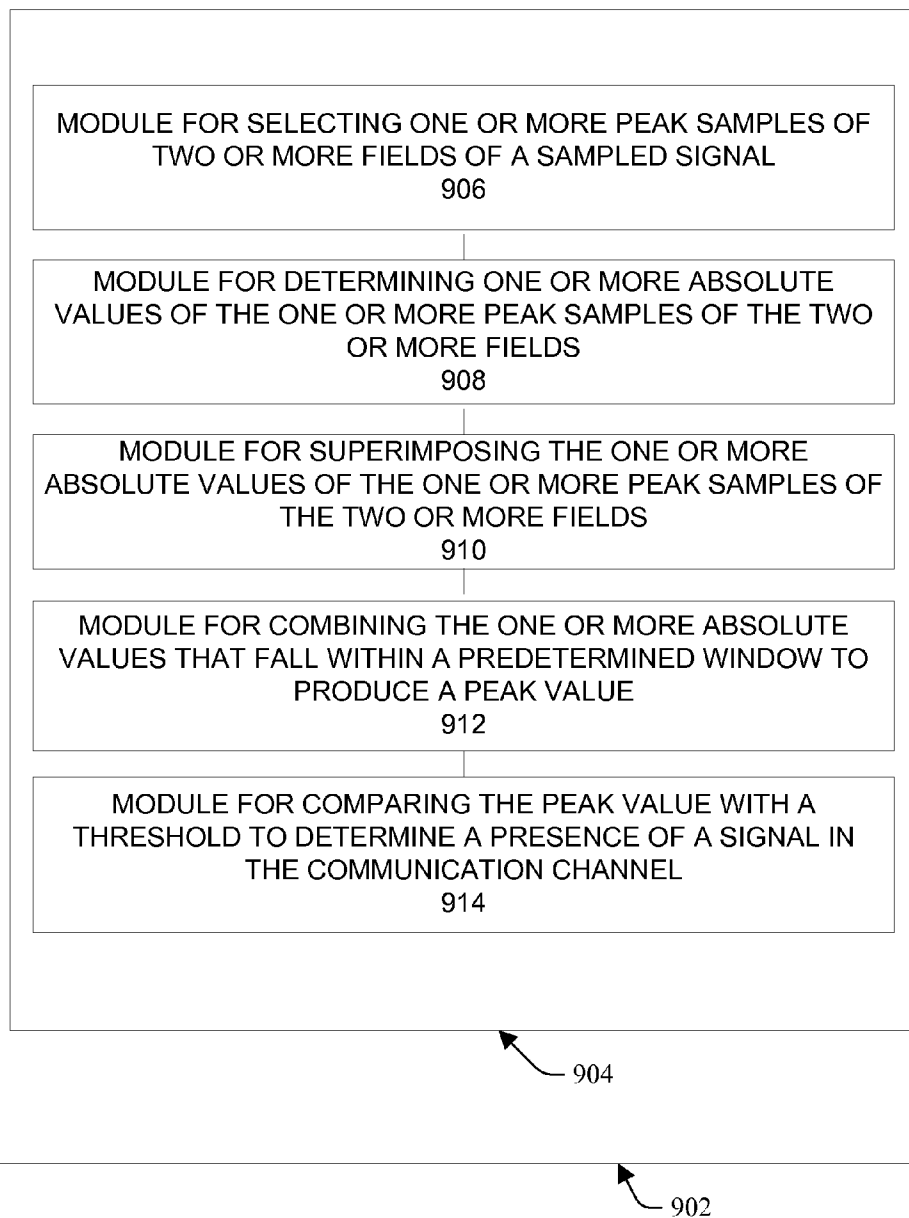 MODULE FOR SELECTING ONE OR MORE PEAK SAMPLES OF
TWO OR MORE FIELDS OF A SAMPLED SIGNAL
906
MODULE FOR DETERMINING ONE OR MORE ABSOLUTE
VALUES OF THE ONE OR MORE PEAK SAMPLES OF THE TWO
OR MORE FIELDS
908
MODULE FOR SUPERIMPOSING THE ONE OR MORE
ABSOLUTE VALUES OF THE ONE OR MORE PEAK SAMPLES OF
THE TWO OR MORE FIELDS
910
MODULE FOR COMBINING THE ONE OR MORE ABSOLUTE
VALUES THAT FALL WITHIN A PREDETERMINED WINDOW TO
PRODUCE A PEAK VALUE
912
MODULE FOR COMPARING THE PEAK VALUE WITH A
THRESHOLD TO DETERMINE A PRESENCE OF A SIGNAL IN
THE COMMUNICATION CHANNEL
914
904
902